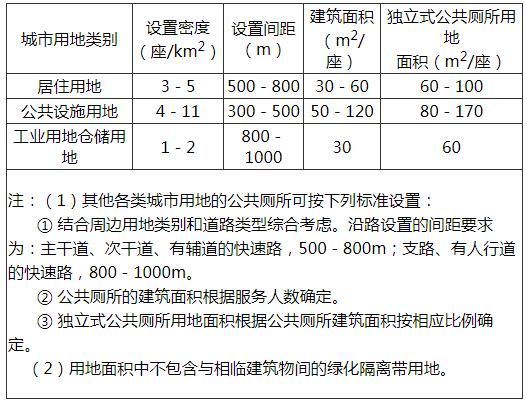 城市用地类别 设置密度（座/km²） 设置间距（m） 建筑面积（m²/座） 独立式公共厕所用地面积（m²/座）
居住用地 3－5 500－800 30－60 60－100
公共设施用地 4－11 300－500 50－120 80－170
工业用地仓储用地 1－2 800－1000 30 60
注：（1）其他各类城市用地的公共厕所可按下列标准设置：
① 结合周边用地类别和道路类型综合考虑。沿路设置的间距要求
为：主干道、次干道、有辅道的快速路，500－800m；支路、有人行道
的快速路，800－1000m。
② 公共厕所的建筑面积根据服务人数确定。
③ 独立式公共厕所用地面积根据公共厕所建筑面积按相应比例确
定。
（2）用地面积中不包含与相临建筑物间的绿化隔离带用地。